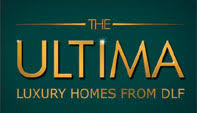 THE
ULTIMA
LUXURY HOMES FROM DLF